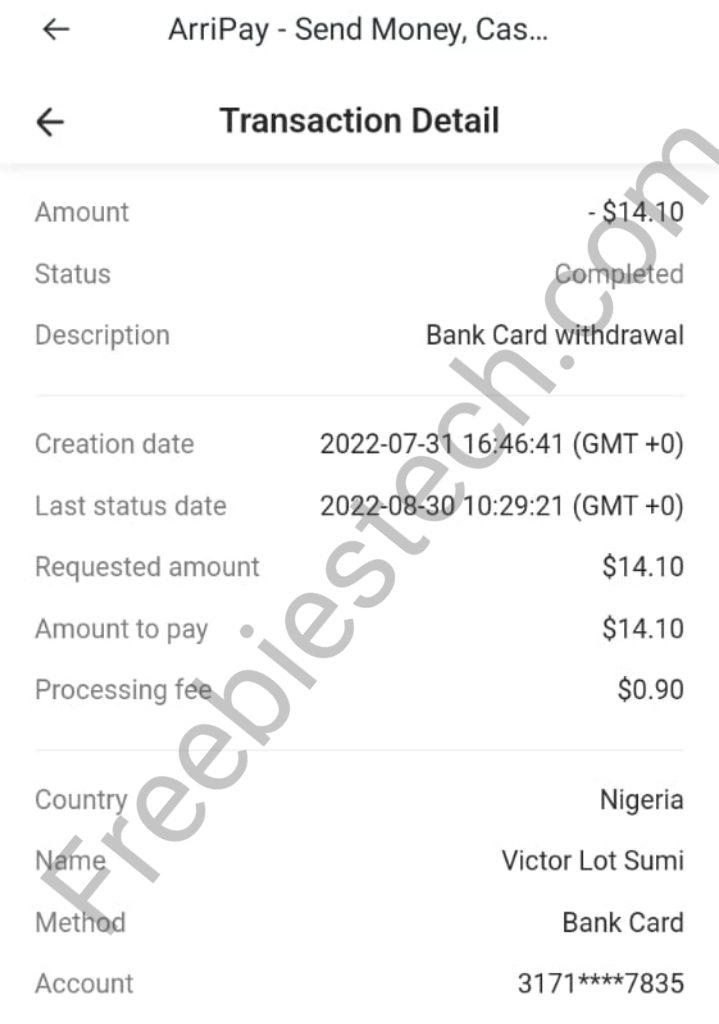 ArriPay - Send Money, Cas...
Transaction Detail
Amount - $14.10
Status Completed
Description Bank Card withdrawal
Creation date 2022-07-31 16:46:41 (GMT +0)
Last status date 2022-08-30 10:29:21 (GMT +0)
Requested amount $14.10
Amount to pay $14.10
Processing fee $0.90
Country Nigeria
Name Victor Lot Sumi
Method Bank Card
Account 3171****7835
Freebiestech.com